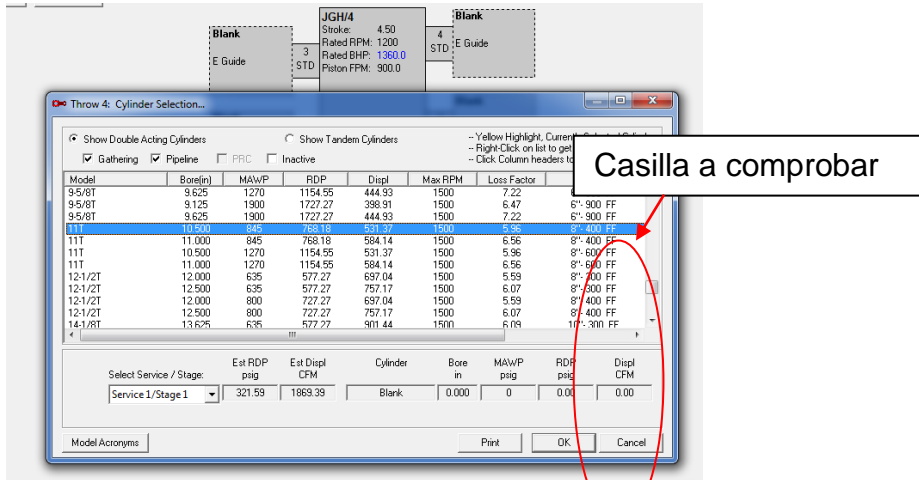 Blank
E Guide
3
STD
JGH/4
Stroke: 4.50
Rated RPM: 1200
Rated BHP: 1360.0
Piston FPM: 900.0
4
STD
Blank
E Guide
Throw 4: Cylinder Selection...
Show Double Acting Cylinders
Show Tandem Cylinders
Gathering Pipeline PRC Inactive
-- Yellow Highlight,
-- Right-Click on list to get
-- Click Column headers to
Casilla a comprobar
Model Bore(in) MAWP RDP Displ Max RPM Loss Factor
9-5/8T 9.625 1270 1154.55 444.93 1500 7.22
9-5/8T 9.125 1900 1727.27 398.91 1500 6.47 6"- 900 FF
9-5/8T 9.625 1900 1727.27 444.93 1500 7.22 6"- 900 FF
11T 10.500 845 768.18 531.37 1500 5.96 8"- 400 FF
11T 11.000 845 768.18 584.14 1500 6.56 8"- 400 FF
11T 10.500 1270 1154.55 531.37 1500 5.96 8"- 600 FF
11T 11.000 1270 1154.55 584.14 1500 6.56 8"- 600 FF
12-1/2T 12.000 635 577.27 697.04 1500 5.59 8"- 300 FF
12-1/2T 12.500 635 577.27 757.17 1500 6.07 8"- 300 FF
12-1/2T 12.000 800 727.27 697.04 1500 5.59 8"- 400 FF
12-1/2T 12.500 800 727.27 757.17 1500 6.07 8"- 400 FF
14-1/8T 13.625 635 577.27 901.44 1500 6.09 10"- 300 FF
Est RDP Est Displ Cylinder Bore MAWP RDP Displ
Select Service / Stage: psig CFM in psig psig CFM
Service 1/Stage 1 321.59 1869.39 Blank 0.000 0 0.00 0.00
Model Acronyms Print OK Cancel